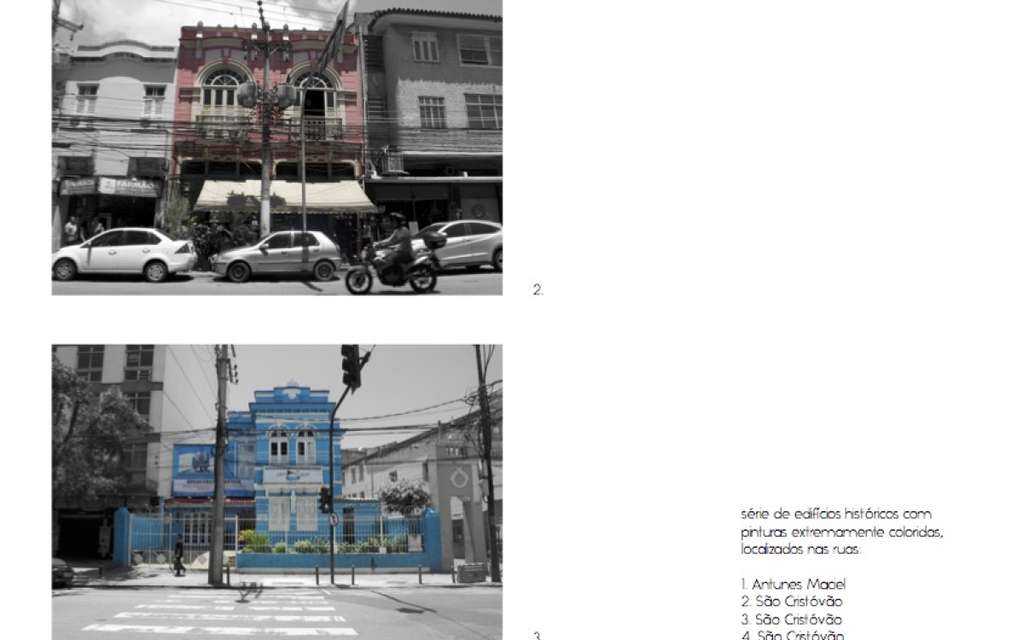 FARMÁO
2.
série de edifícios históricos com
pinturas extremamente coloridas,
localizados nas ruas:
1. Antunes Maciel
2. São Cristóvão
3. São Cristóvão
4. São Cristóvão
3.